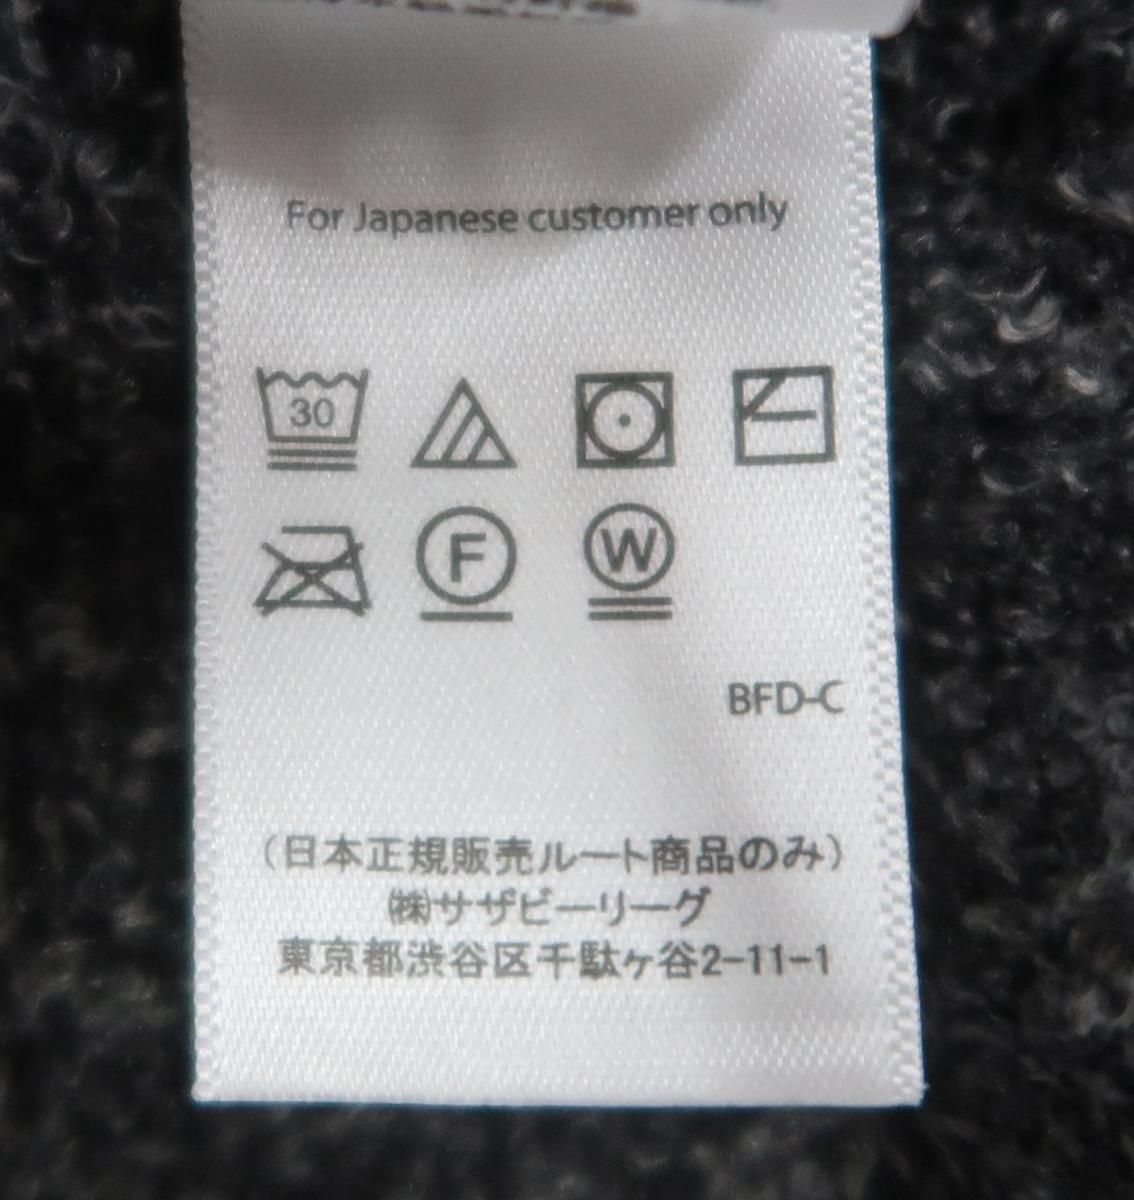 For Japanese customer only
30
F W
BFD-C
(日本正規販売ルート商品のみ)
㈱サザビーリーグ
東京都渋谷区千駄ヶ谷2-11-1